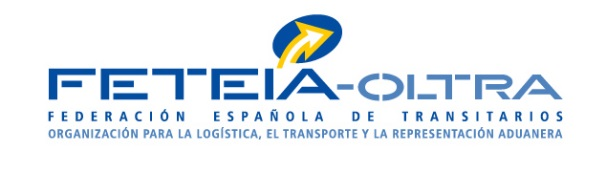 FETEIA-OLTRA
FEDERACIÓN ESPAÑOLA DE TRANSITARIOS
ORGANIZACIÓN PARA LA LOGÍSTICA, EL TRANSPORTE Y LA REPRESENTACIÓN ADUANERA